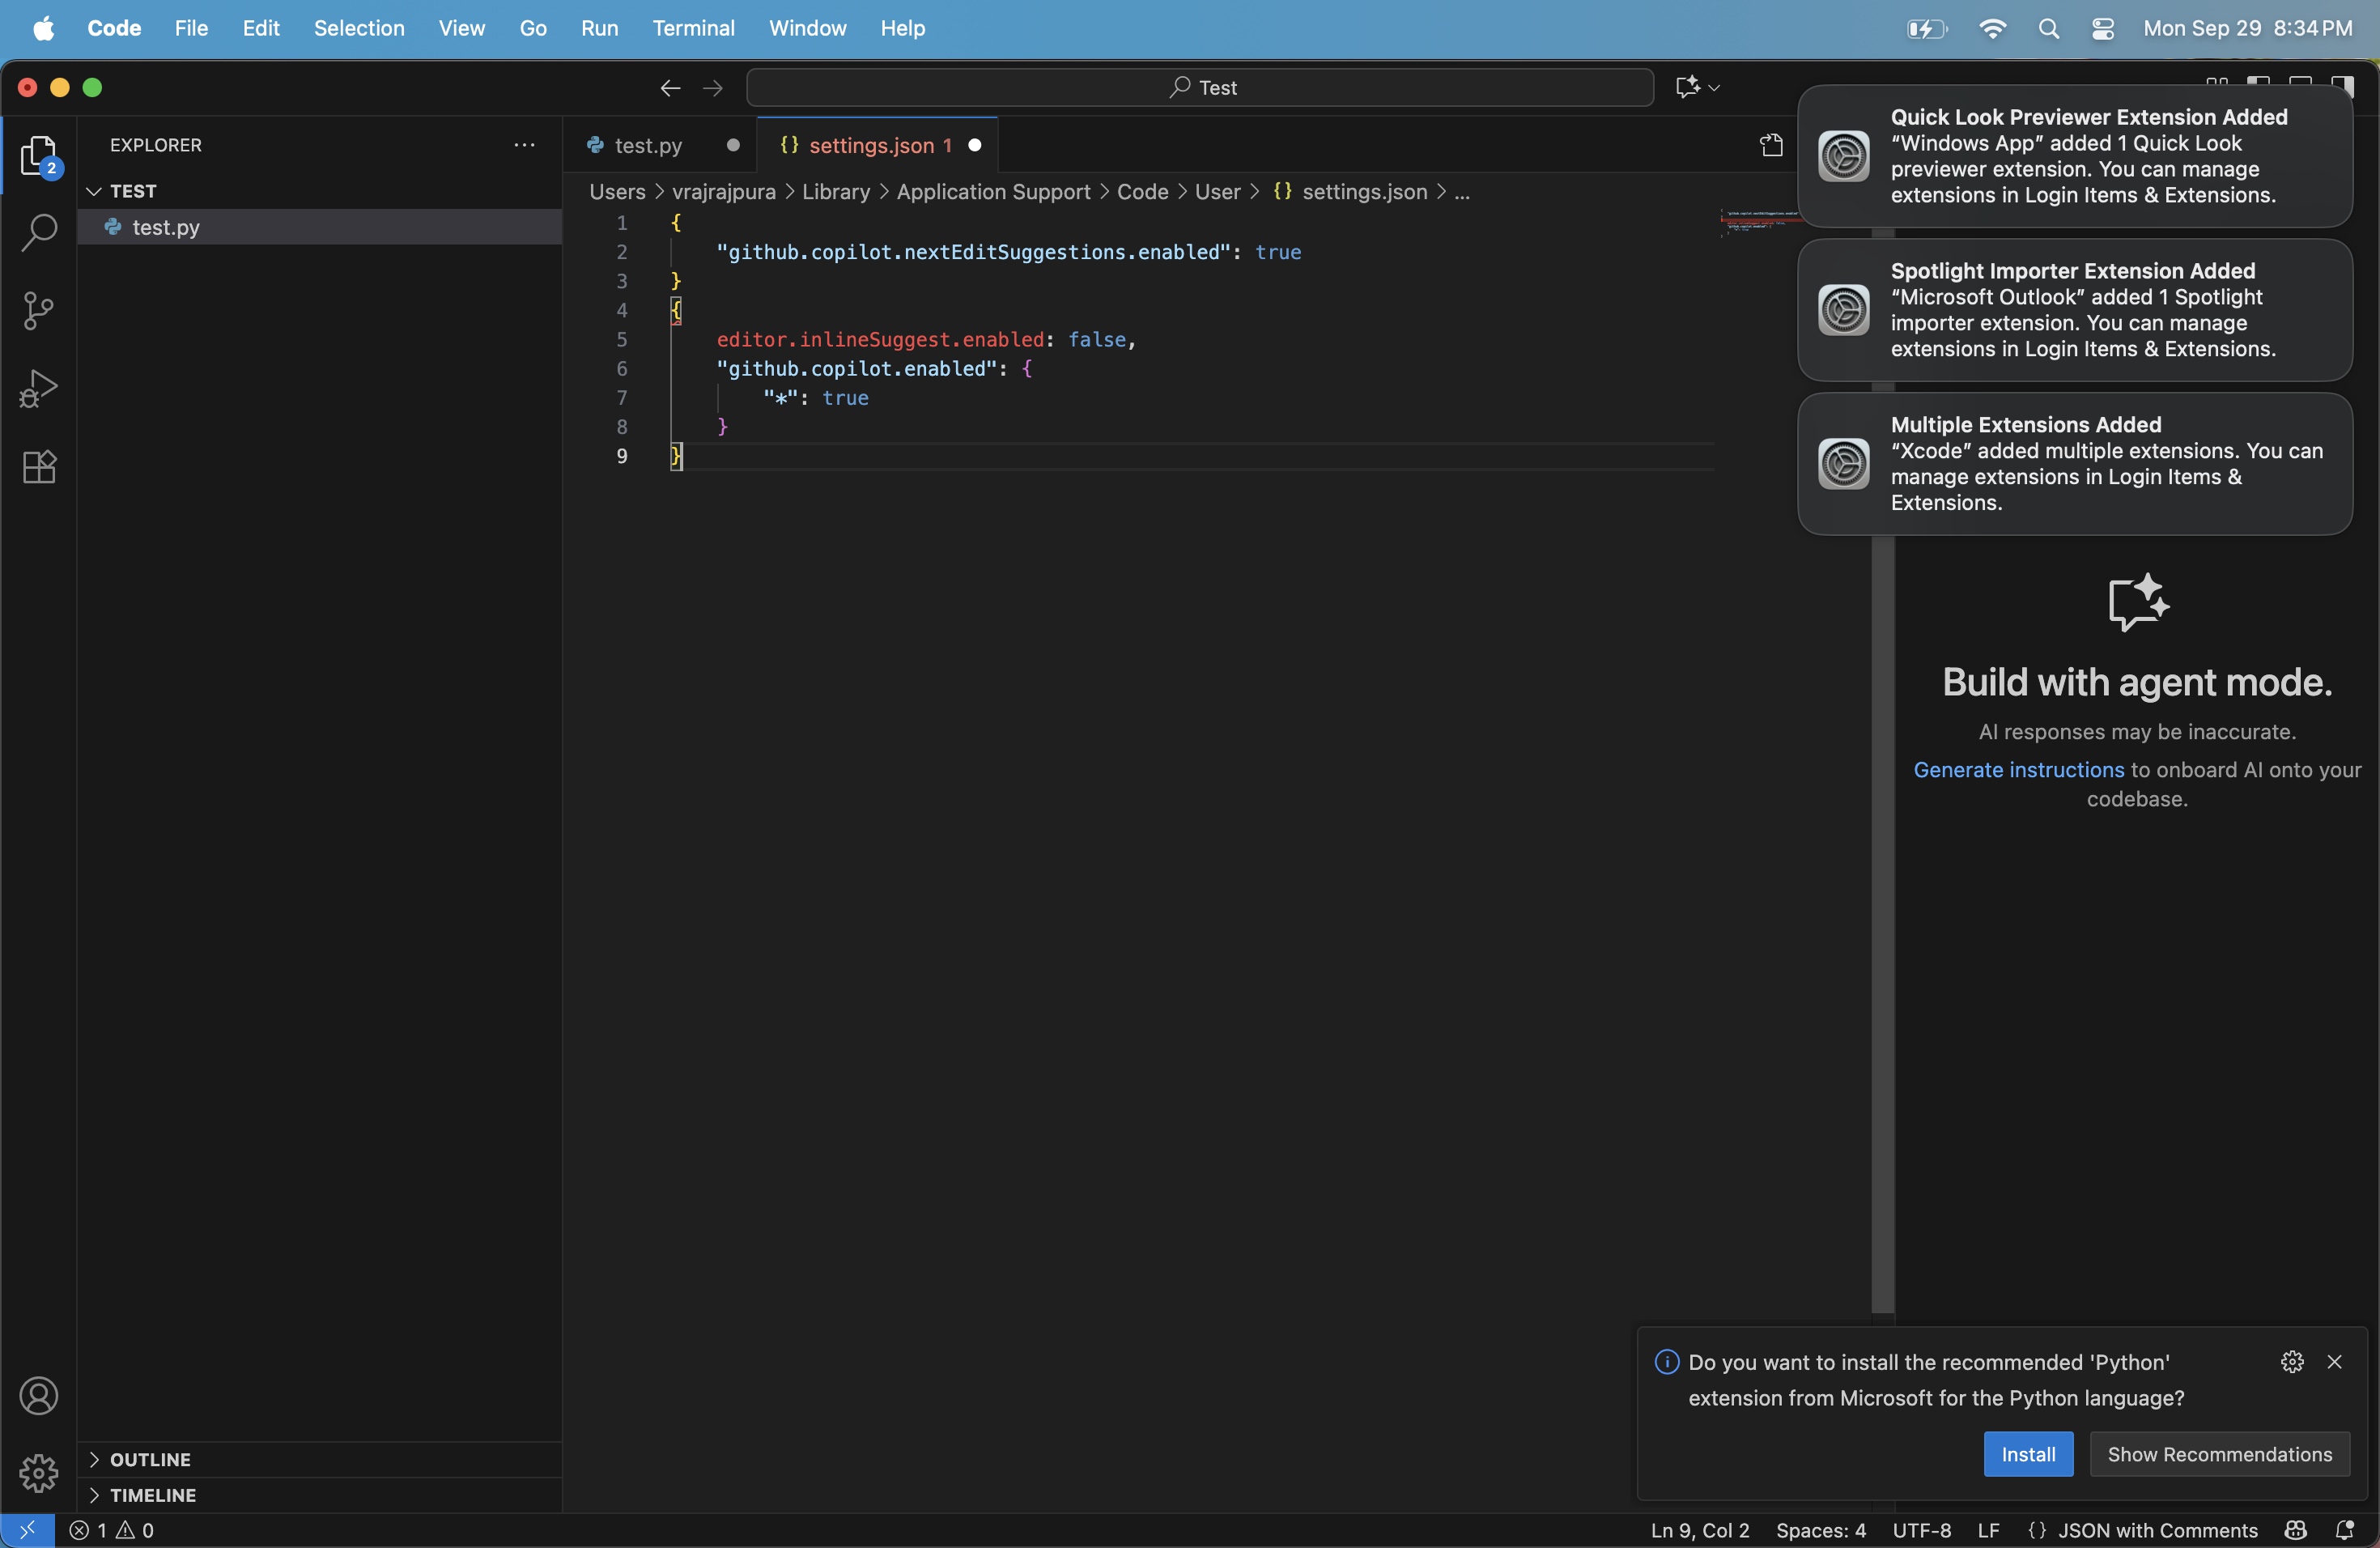 Code File Edit Selection View Go Run Terminal Window Help Mon Sep 29 8:34 PM
Test
EXPLORER
2
TEST
test.py
OUTLINE
TIMELINE
test.py
{} settings.json 1
Users > vrajrajpura > Library > Application Support > Code > User > {} settings.json > ...
1 {
2 "github.copilot.nextEditSuggestions.enabled": true
3 }
4 {
5 editor.inlineSuggest.enabled: false,
6 "github.copilot.enabled": {
7 "*": true
8 }
9 }
Quick Look Previewer Extension Added
“Windows App” added 1 Quick Look
previewer extension. You can manage
extensions in Login Items & Extensions.
Spotlight Importer Extension Added
“Microsoft Outlook” added 1 Spotlight
importer extension. You can manage
extensions in Login Items & Extensions.
Multiple Extensions Added
“Xcode” added multiple extensions. You can
manage extensions in Login Items &
Extensions.
Build with agent mode.
AI responses may be inaccurate.
Generate instructions to onboard AI onto your
codebase.
Do you want to install the recommended 'Python'
extension from Microsoft for the Python language?
Install Show Recommendations
1 0 Ln 9, Col 2 Spaces: 4 UTF-8 LF {} JSON with Comments